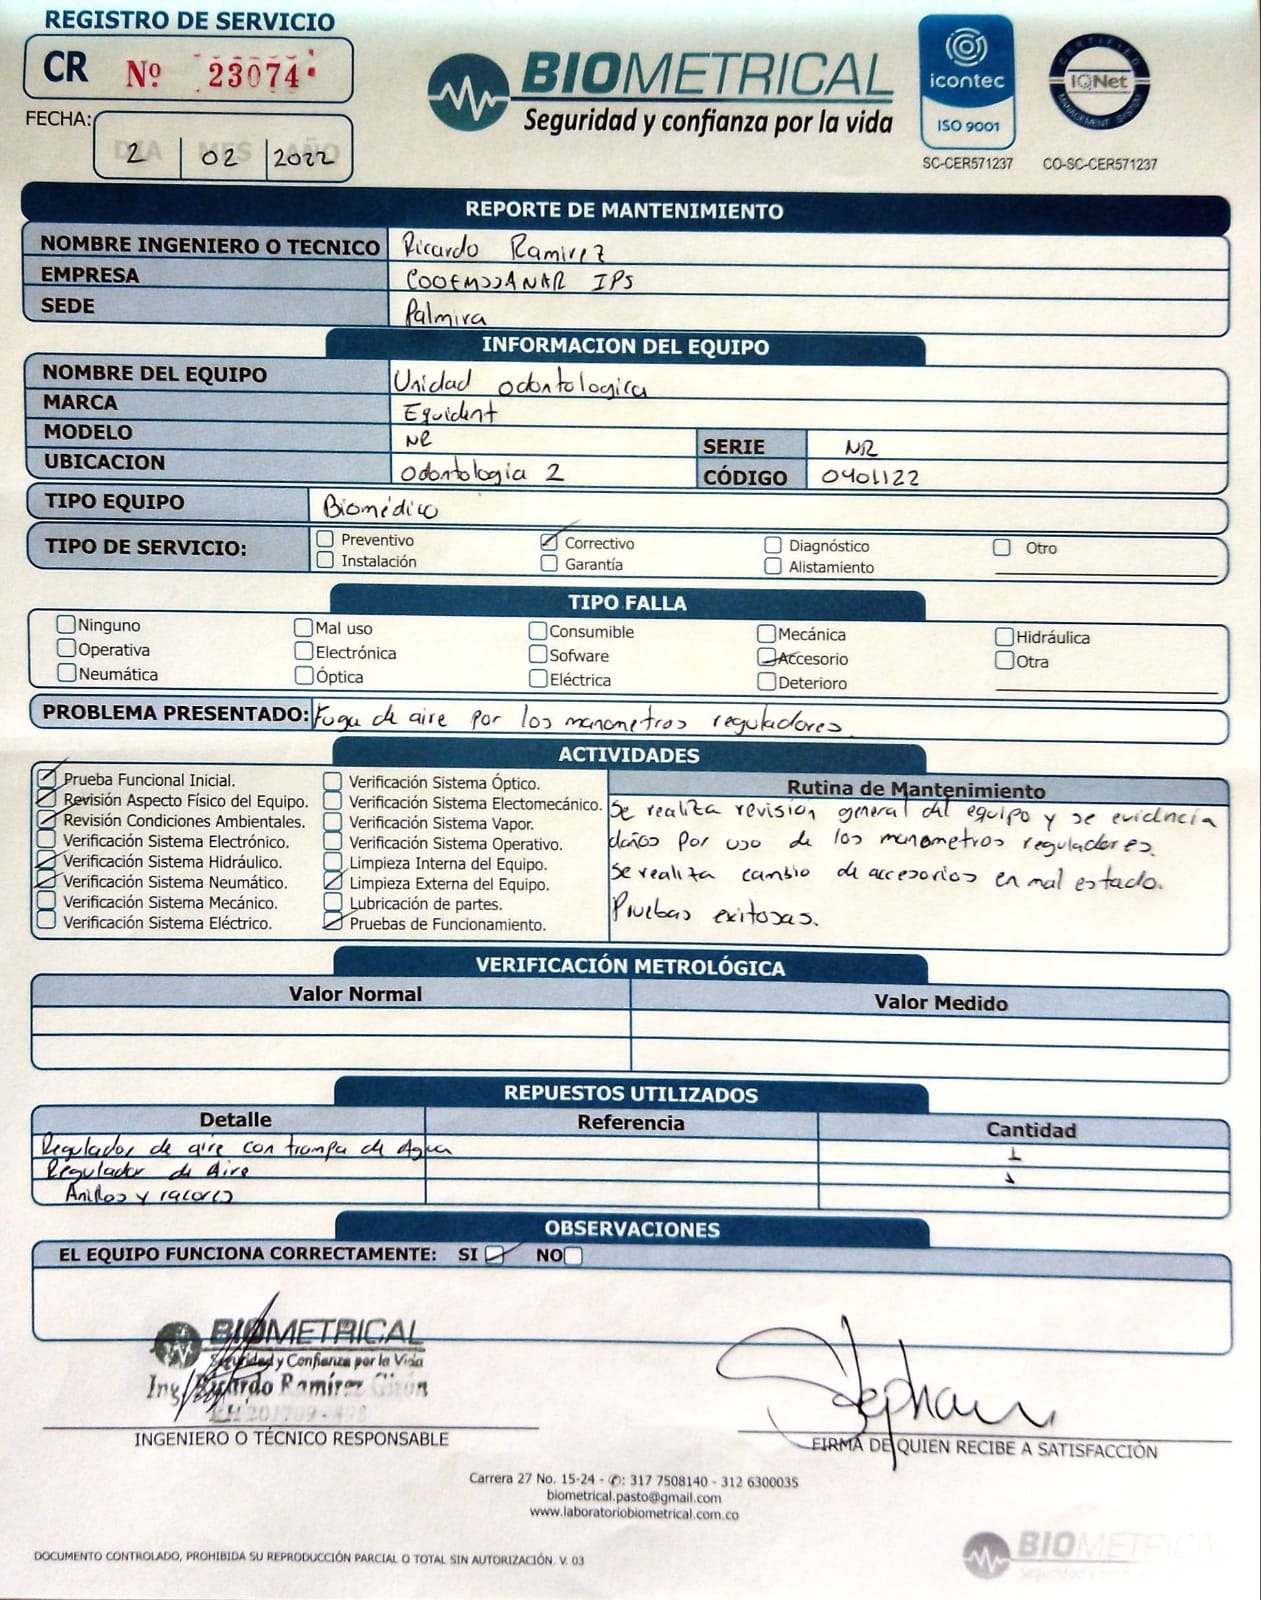 REGISTRO DE SERVICIO
CR Nº 23074
BIOMETRICAL
Seguridad y confianza por la vida
icontec
ISO 9001
SC-CER571237
CERTIFIED
IQNet
MANAGEMENT SYSTEM
CO-SC-CER571237
FECHA: DIA MES AÑO
2 02 2022
REPORTE DE MANTENIMIENTO
NOMBRE INGENIERO O TECNICO Ricardo Ramirez
EMPRESA COOEMSSANAR IPS
SEDE Palmira
INFORMACION DEL EQUIPO
NOMBRE DEL EQUIPO Unidad odontologica
MARCA Equident
MODELO NR SERIE NR
UBICACION Odontologia 2 CÓDIGO 0401122
TIPO EQUIPO Biomédico
TIPO DE SERVICIO: Preventivo Correctivo Diagnóstico Otro
Instalación Garantía Alistamiento
TIPO FALLA
Ninguno Mal uso Consumible Mecánica Hidráulica
Operativa Electrónica Sofware Accesorio Otra
Neumática Óptica Eléctrica Deterioro
PROBLEMA PRESENTADO: Fuga de aire por los manometros reguladores.
ACTIVIDADES
Prueba Funcional Inicial.
Revisión Aspecto Físico del Equipo.
Revisión Condiciones Ambientales.
Verificación Sistema Electrónico.
Verificación Sistema Hidráulico.
Verificación Sistema Neumático.
Verificación Sistema Mecánico.
Verificación Sistema Eléctrico.
Verificación Sistema Óptico.
Verificación Sistema Electomecánico.
Verificación Sistema Vapor.
Verificación Sistema Operativo.
Limpieza Interna del Equipo.
Limpieza Externa del Equipo.
Lubricación de partes.
Pruebas de Funcionamiento.
Rutina de Mantenimiento
Se realiza revisión general del equipo y se evidencia
daños por uso de los manometros reguladores.
Se realiza cambio de accesorios en mal estado.
Pruebas exitosas.
VERIFICACIÓN METROLÓGICA
Valor Normal Valor Medido
REPUESTOS UTILIZADOS
Detalle Referencia Cantidad
Regulador de aire con trampa de Agua 1
Regulador de Aire 1
Anillos y racores
OBSERVACIONES
EL EQUIPO FUNCIONA CORRECTAMENTE: SI NO
BIOMETRICAL
Seguridad y Confianza por la Vida
Ing. Ricardo Ramírez Girón
Stephan
INGENIERO O TÉCNICO RESPONSABLE
FIRMA DE QUIEN RECIBE A SATISFACCIÓN
Carrera 27 No. 15-24 - ✆: 317 7508140 - 312 6300035
biometrical.pasto@gmail.com
www.laboratoriobiometrical.com.co
DOCUMENTO CONTROLADO, PROHIBIDA SU REPRODUCCIÓN PARCIAL O TOTAL SIN AUTORIZACIÓN. V. 03
BIOMETRICAL